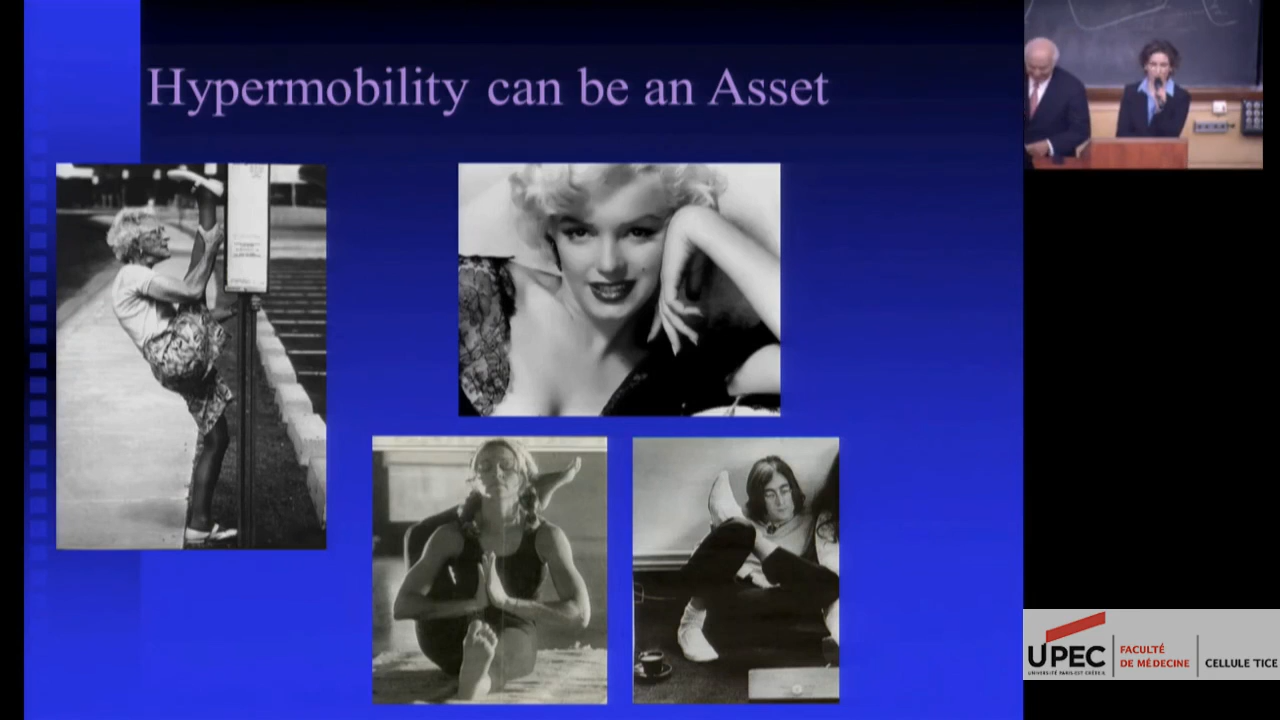 Hypermobility can be an Asset
UPEC
UNIVERSITÉ PARIS-EST CRÉTEIL
FACULTÉ
DE MÉDECINE
CELLULE TICE